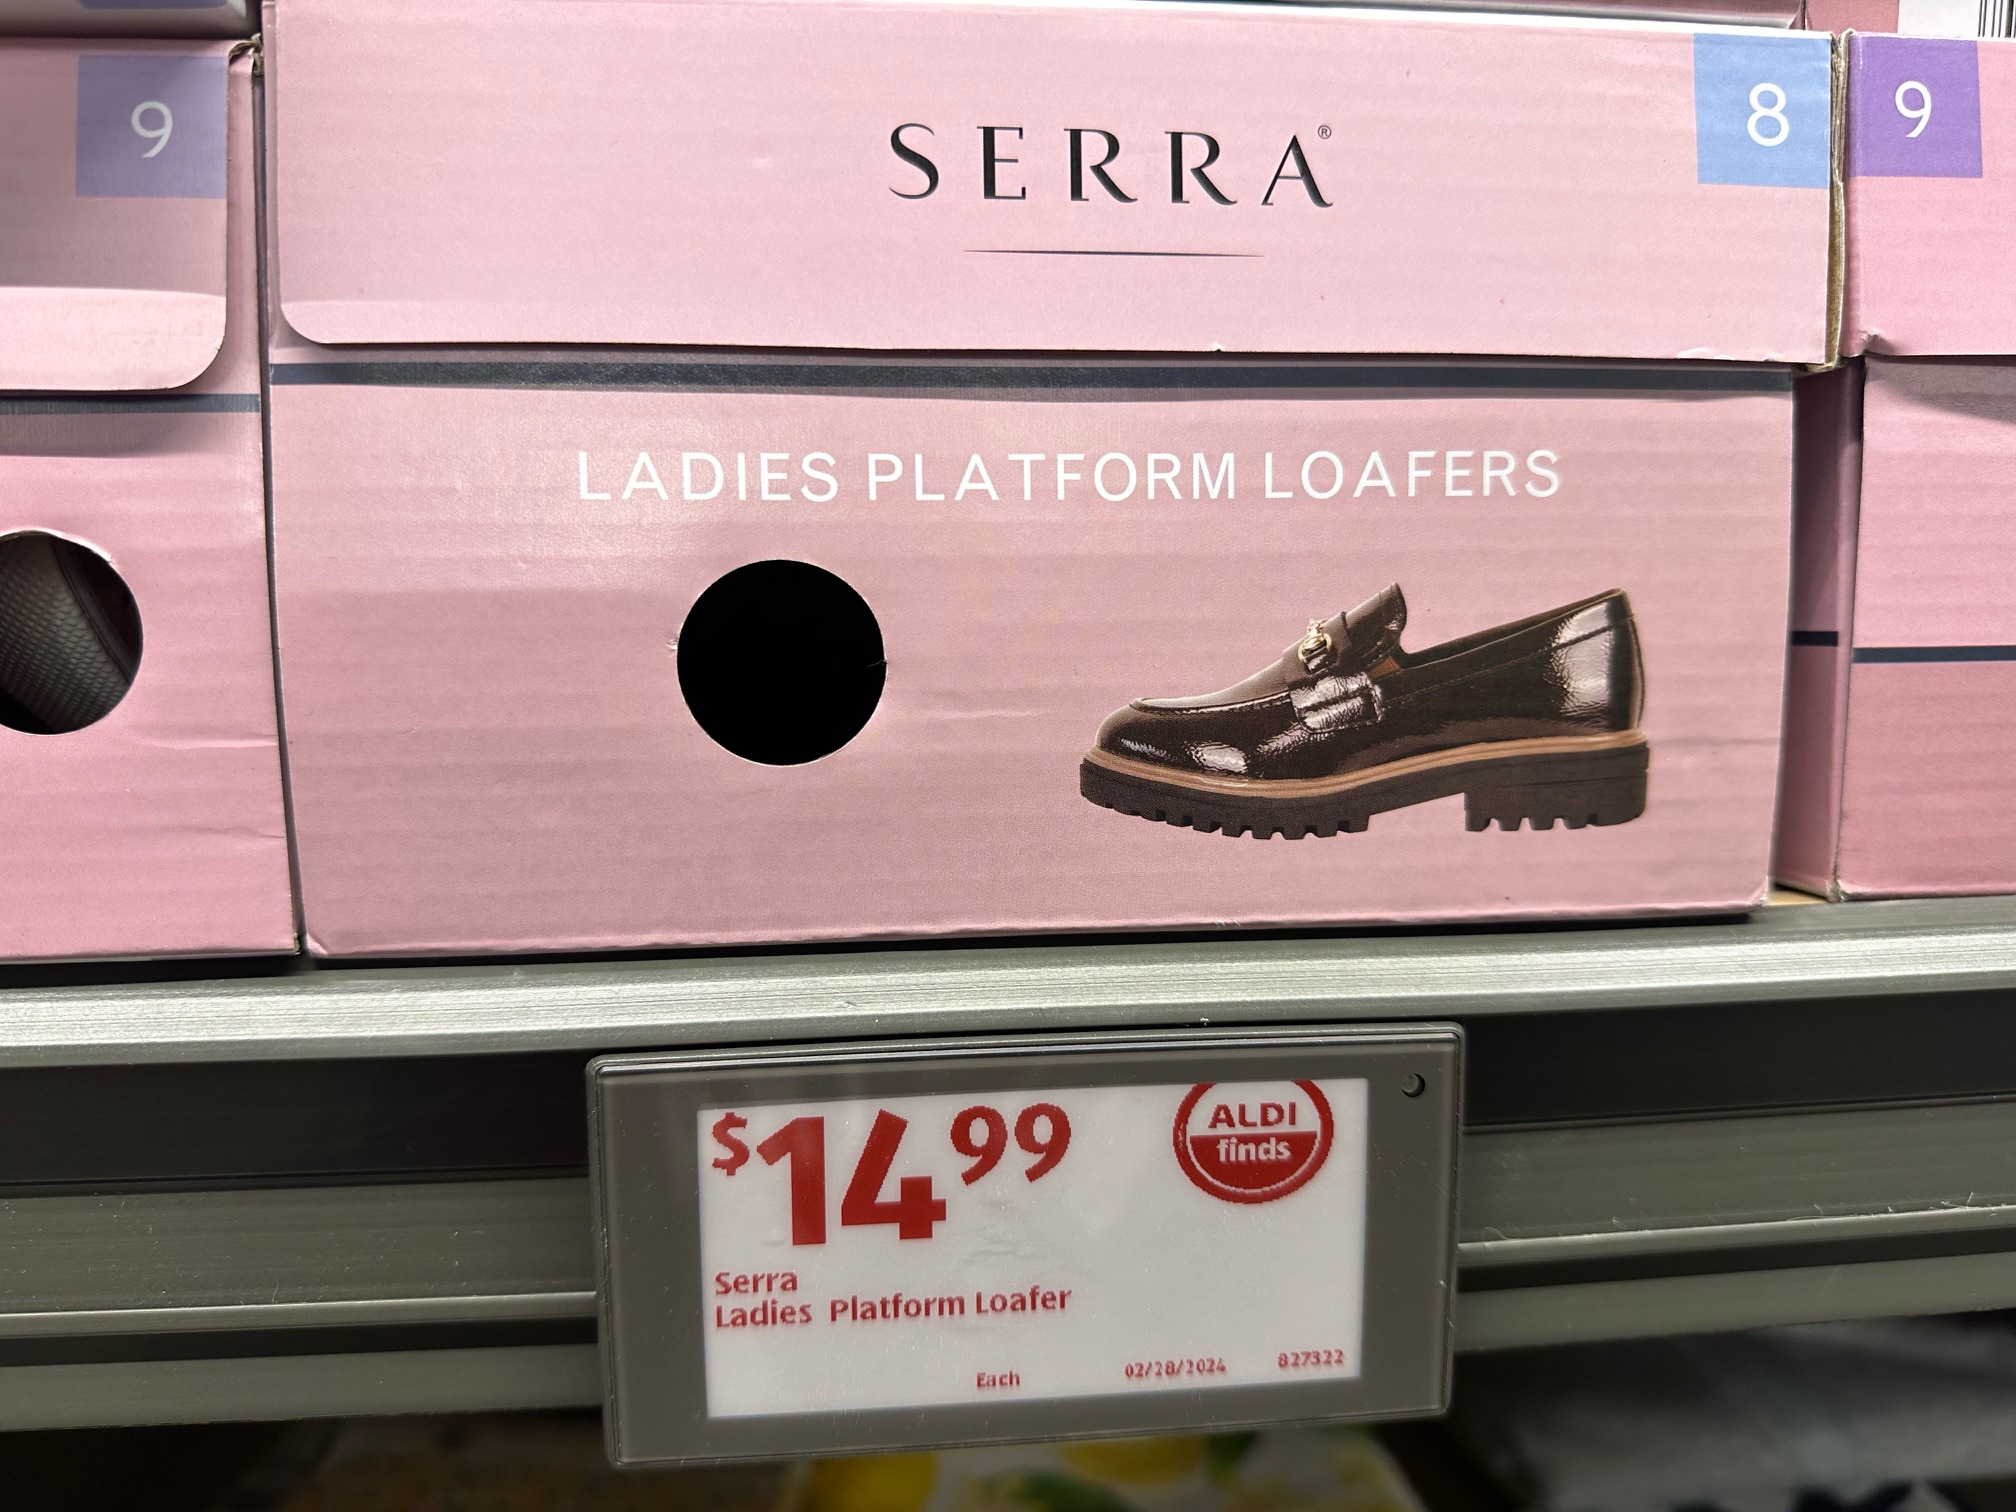 9
SERRA®
8
9
LADIES PLATFORM LOAFERS
$14 99
ALDI
finds
Serra
Ladies Platform Loafer
Each 02/28/2024 827322